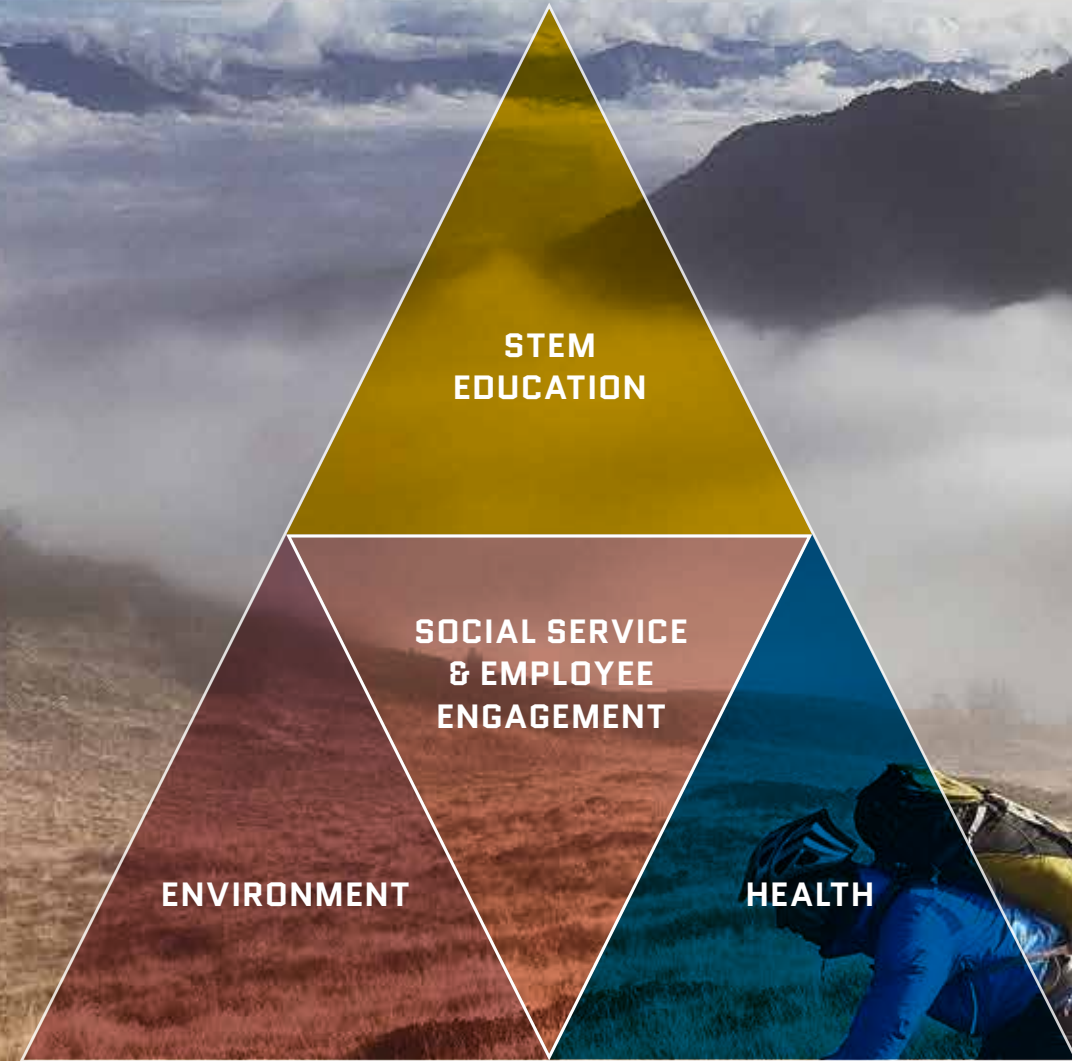 STEM
EDUCATION
SOCIAL SERVICE
& EMPLOYEE
ENGAGEMENT
ENVIRONMENT
HEALTH